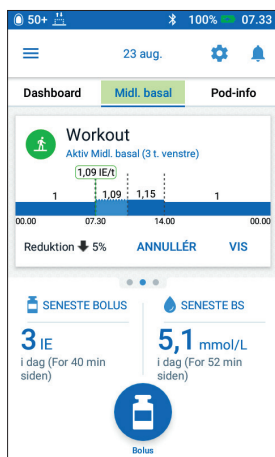 50+ 100% 07.33
23 aug.
Dashboard Midl. basal Pod-info
Workout
Aktiv Midl. basal (3 t. venstre)
1,09 IE/t
1 1,09 1,15 1
00.00 07.30 14.00 00.00
Reduktion 5% ANNULLÉR VIS
SENESTE BOLUS SENESTE BS
3 IE 5,1 mmol/L
i dag (For 40 min i dag (For 52 min
siden) siden)
Bolus